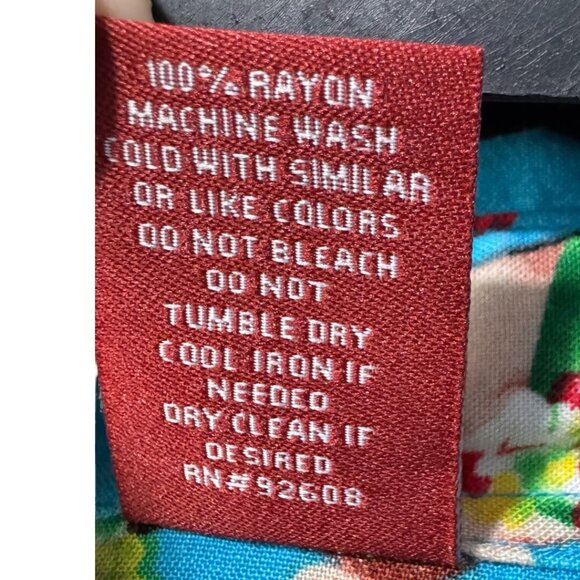 100% RAYON
MACHINE WASH
COLD WITH SIMILAR
OR LIKE COLORS
DO NOT BLEACH
DO NOT
TUMBLE DRY
COOL IRON IF
NEEDED
DRY CLEAN IF
DESIRED
RN#92608